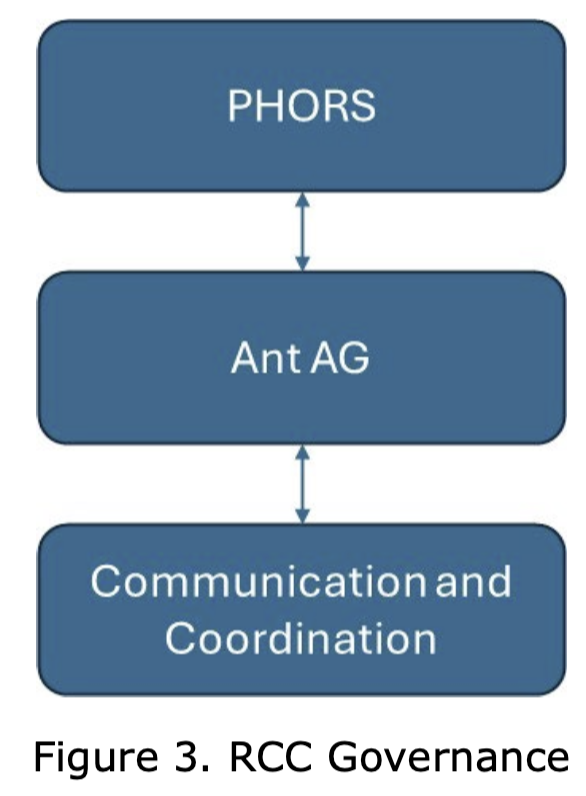 PHORS
Ant AG
Communication and
Coordination
Figure 3. RCC Governance